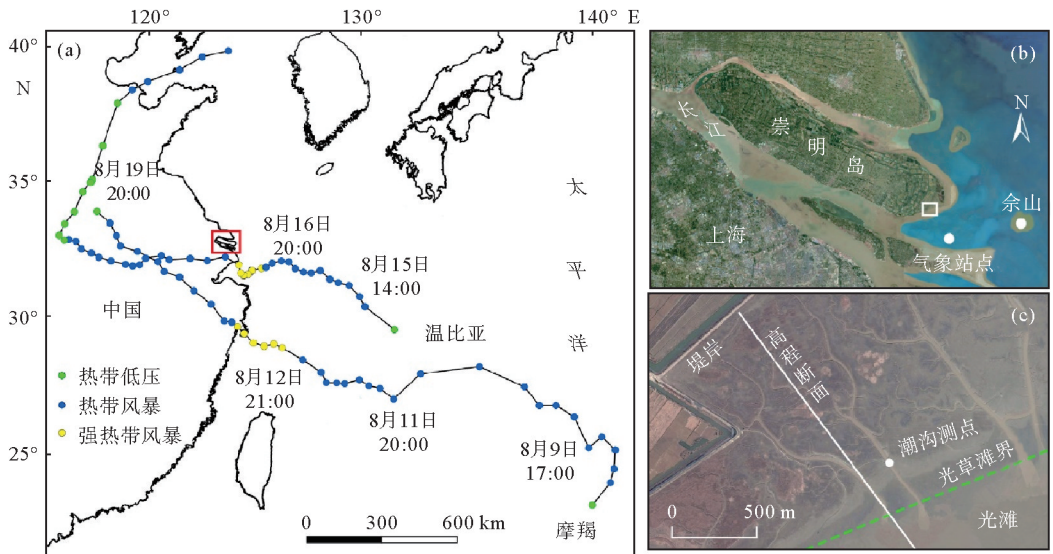 120°
130°
140° E
(a)
40°
N
35°
30°
25°
8月19日
20:00
8月16日
20:00
8月15日
14:00
太
平
洋
中国
温比亚
热带低压
热带风暴
强热带风暴
8月12日
21:00
8月11日
20:00
8月9日
17:00
摩羯
0 300 600 km
(b)
N
长江
崇明岛
上海
佘山
气象站点
(c)
堤岸
高程断面
潮沟测点
光草滩界
光滩
0 500 m